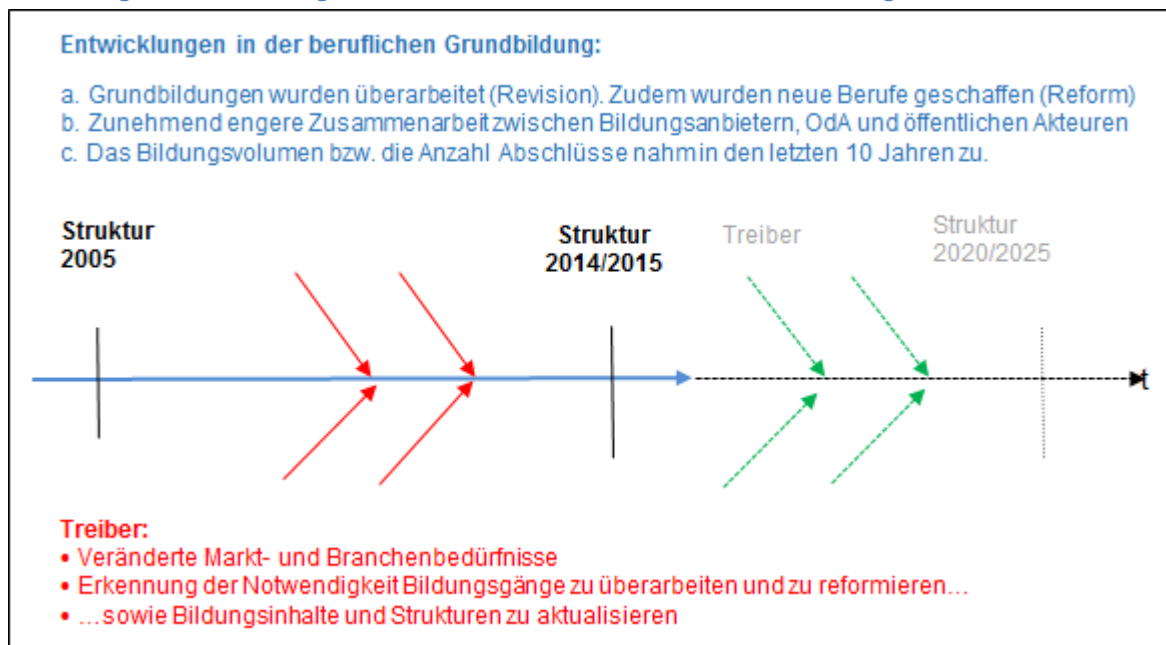 Entwicklungen in der beruflichen Grundbildung:
a. Grundbildungen wurden überarbeitet (Revision). Zudem wurden neue Berufe geschaffen (Reform)
b. Zunehmend engere Zusammenarbeit zwischen Bildungsanbietern, OdA und öffentlichen Akteuren
c. Das Bildungsvolumen bzw. die Anzahl Abschlüsse nahm in den letzten 10 Jahren zu.
Struktur
2005
Struktur
2014/2015
Treiber
Struktur
2020/2025
t
Treiber:
• Veränderte Markt- und Branchenbedürfnisse
• Erkennung der Notwendigkeit Bildungsgänge zu überarbeiten und zu reformieren…
• …sowie Bildungsinhalte und Strukturen zu aktualisieren